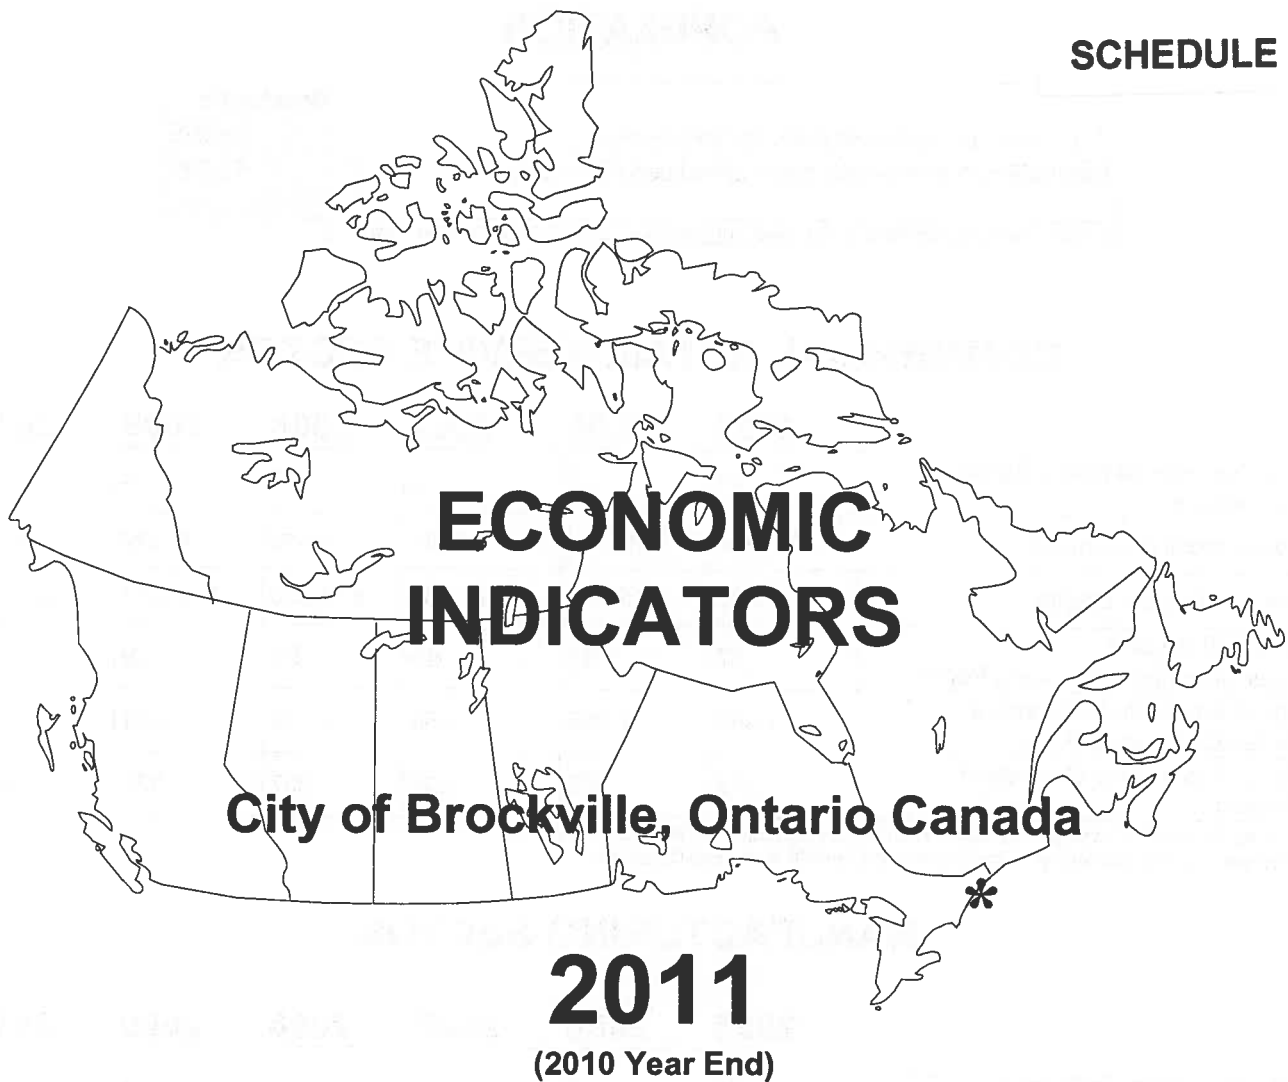 SCHEDULE
ECONOMIC
INDICATORS
City of Brockville, Ontario Canada
*
2011
(2010 Year End)